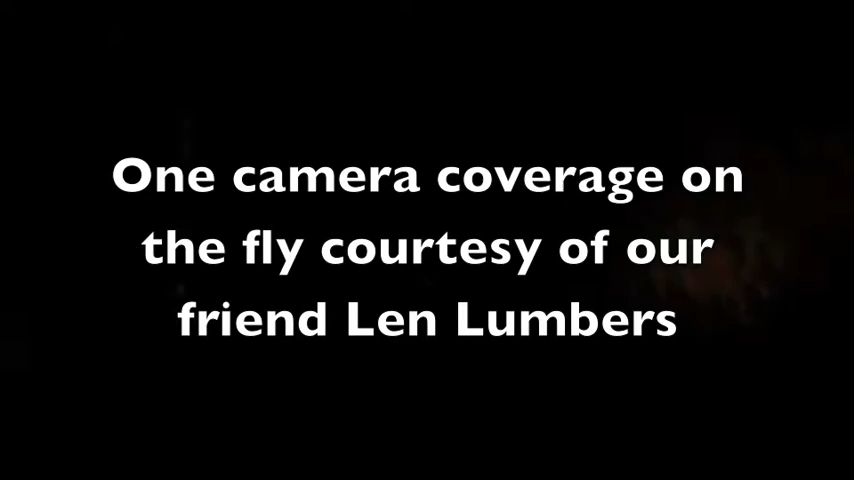 One camera coverage on
the fly courtesy of our
friend Len Lumbers